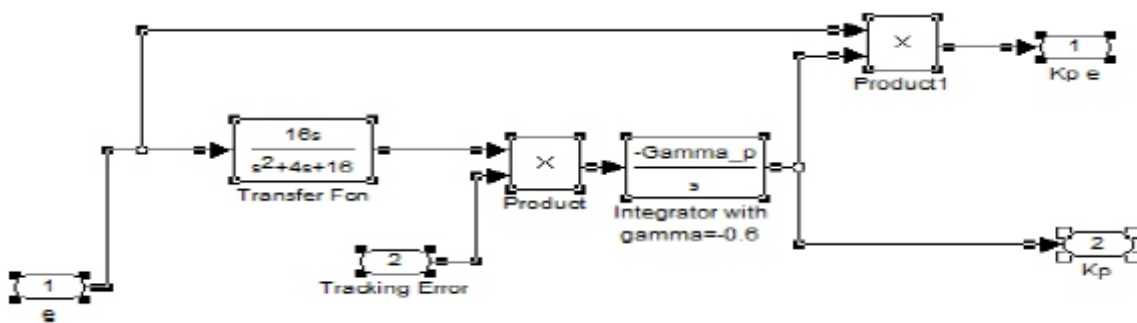 ×
Product1
1
Kp e
16s
s²+4s+16
Transfer Fcn
×
Product
-Gamma_p
s
Integrator with
gamma=-0.6
2
Tracking Error
2
Kp
1
e